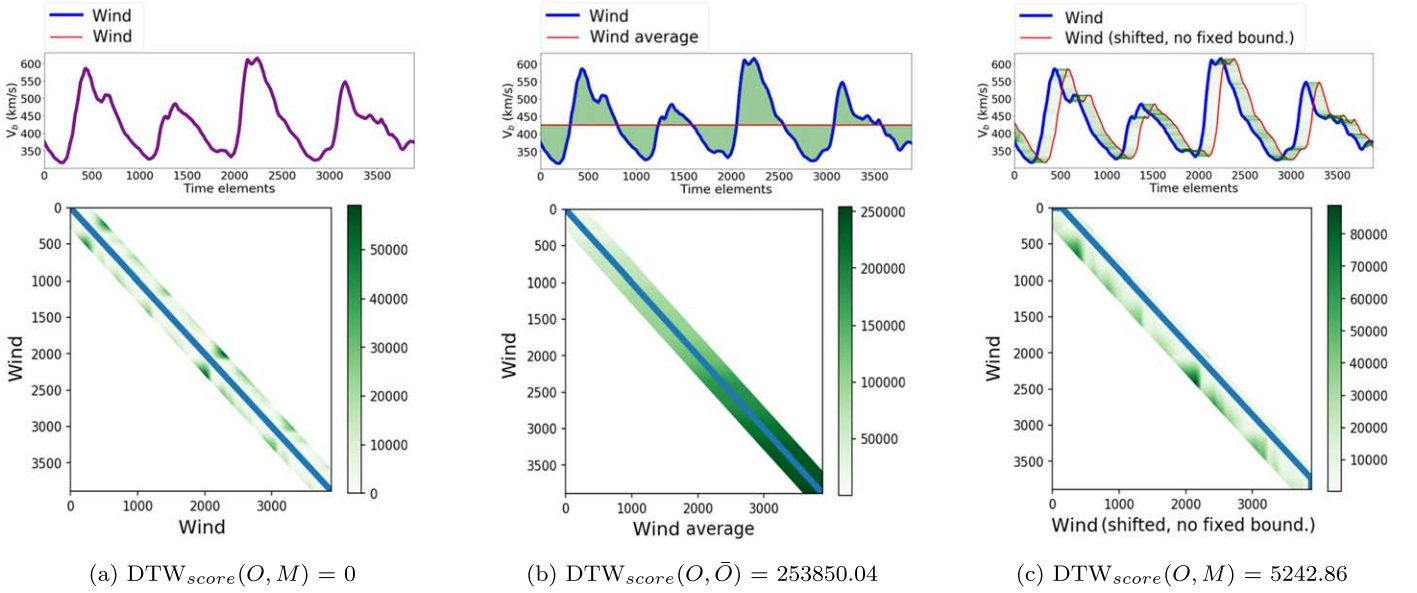 Wind
Wind
600
550
500
450
400
350
V_b (km/s)
0 500 1000 1500 2000 2500 3000 3500
Time elements
0
500
1000
1500
2000
2500
3000
3500
Wind
0 1000 2000 3000
Wind
50000
40000
30000
20000
10000
0
(a) DTW_score(O, M) = 0
Wind
Wind average
600
550
500
450
400
350
V_b (km/s)
0 500 1000 1500 2000 2500 3000 3500
Time elements
0
500
1000
1500
2000
2500
3000
3500
Wind
0 1000 2000 3000
Wind average
250000
200000
150000
100000
50000
(b) DTW_score(O, Ō) = 253850.04
Wind
Wind (shifted, no fixed bound.)
600
550
500
450
400
350
V_b (km/s)
0 500 1000 1500 2000 2500 3000 3500
Time elements
0
500
1000
1500
2000
2500
3000
3500
Wind
0 1000 2000 3000
Wind (shifted, no fixed bound.)
80000
70000
60000
50000
40000
30000
20000
10000
(c) DTW_score(O, M) = 5242.86